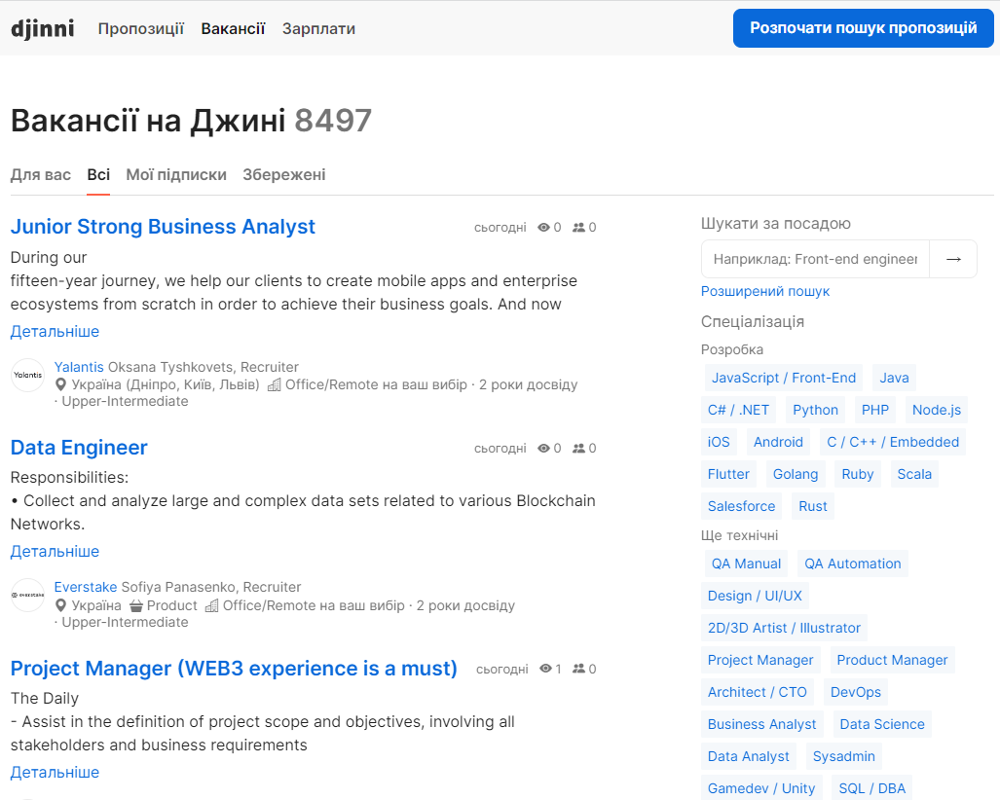 djinni Пропозиції Вакансії Зарплати Розпочати пошук пропозицій
Вакансії на Джині 8497
Для вас Всі Мої підписки Збережені
Junior Strong Business Analyst сьогодні 0 0
During our
fifteen-year journey, we help our clients to create mobile apps and enterprise
ecosystems from scratch in order to achieve their business goals. And now
Детальніше
Yalantis
Yalantis Oksana Tyshkovets, Recruiter
Україна (Дніпро, Київ, Львів) Office/Remote на ваш вибір · 2 роки досвіду
· Upper-Intermediate
Data Engineer сьогодні 0 0
Responsibilities:
• Collect and analyze large and complex data sets related to various Blockchain
Networks.
Детальніше
everstake
Everstake Sofiya Panasenko, Recruiter
Україна Product Office/Remote на ваш вибір · 2 роки досвіду
· Upper-Intermediate
Project Manager (WEB3 experience is a must) сьогодні 1 0
The Daily
- Assist in the definition of project scope and objectives, involving all
stakeholders and business requirements
Детальніше
Шукати за посадою
Наприклад: Front-end engineer →
Розширений пошук
Спеціалізація
Розробка
JavaScript / Front-End Java
C# / .NET Python PHP Node.js
iOS Android C / C++ / Embedded
Flutter Golang Ruby Scala
Salesforce Rust
Ще технічні
QA Manual QA Automation
Design / UI/UX
2D/3D Artist / Illustrator
Project Manager Product Manager
Architect / CTO DevOps
Business Analyst Data Science
Data Analyst Sysadmin
Gamedev / Unity SQL / DBA